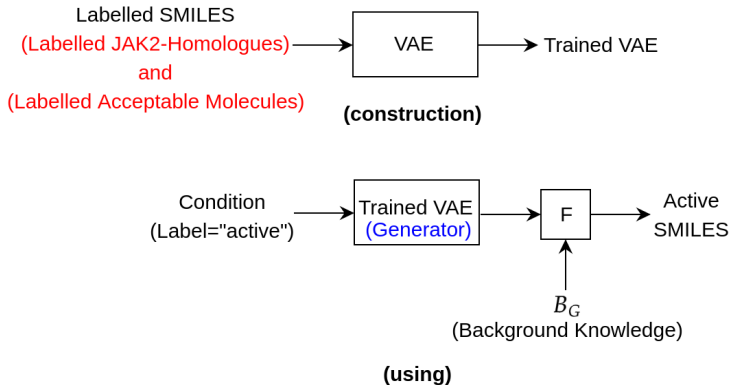 Labelled SMILES
(Labelled JAK2-Homologues)
and
(Labelled Acceptable Molecules)
VAE
Trained VAE
(construction)
Condition
(Label="active")
Trained VAE
(Generator)
F
Active
SMILES
B_G
(Background Knowledge)
(using)